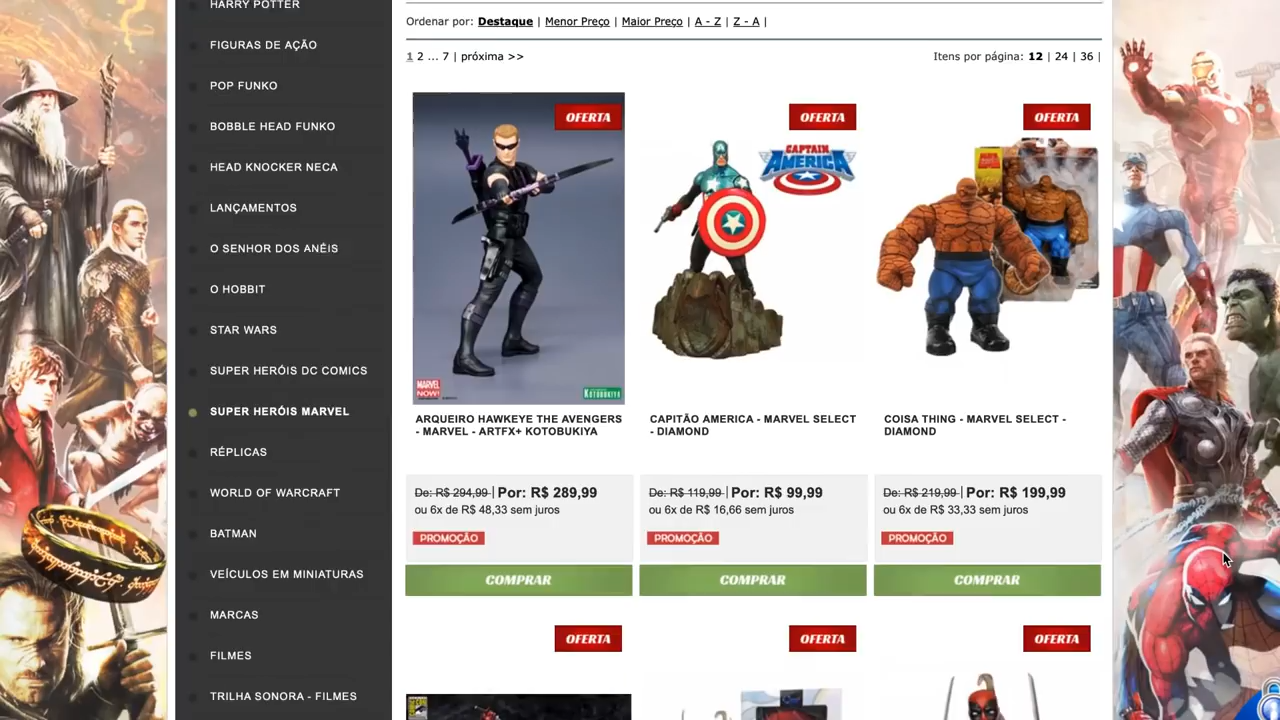 HARRY POTTER
FIGURAS DE AÇÃO
POP FUNKO
BOBBLE HEAD FUNKO
HEAD KNOCKER NECA
LANÇAMENTOS
O SENHOR DOS ANÉIS
O HOBBIT
STAR WARS
SUPER HERÓIS DC COMICS
SUPER HERÓIS MARVEL
RÉPLICAS
WORLD OF WARCRAFT
BATMAN
VEÍCULOS EM MINIATURAS
MARCAS
FILMES
TRILHA SONORA - FILMES
Ordenar por: Destaque | Menor Preço | Maior Preço | A - Z | Z - A |
1 2 ... 7 | próxima >>
Itens por página: 12 | 24 | 36 |
OFERTA
MARVEL
NOW!
KOTOBUKIYA
ARQUEIRO HAWKEYE THE AVENGERS
- MARVEL - ARTFX+ KOTOBUKIYA
De: R$ 294,99 | Por: R$ 289,99
ou 6x de R$ 48,33 sem juros
PROMOÇÃO
COMPRAR
OFERTA
CAPTAIN
AMERICA
CAPITÃO AMERICA - MARVEL SELECT
- DIAMOND
De: R$ 119,99 | Por: R$ 99,99
ou 6x de R$ 16,66 sem juros
PROMOÇÃO
COMPRAR
OFERTA
COISA THING - MARVEL SELECT -
DIAMOND
De: R$ 219,99 | Por: R$ 199,99
ou 6x de R$ 33,33 sem juros
PROMOÇÃO
COMPRAR
OFERTA
OFERTA
OFERTA